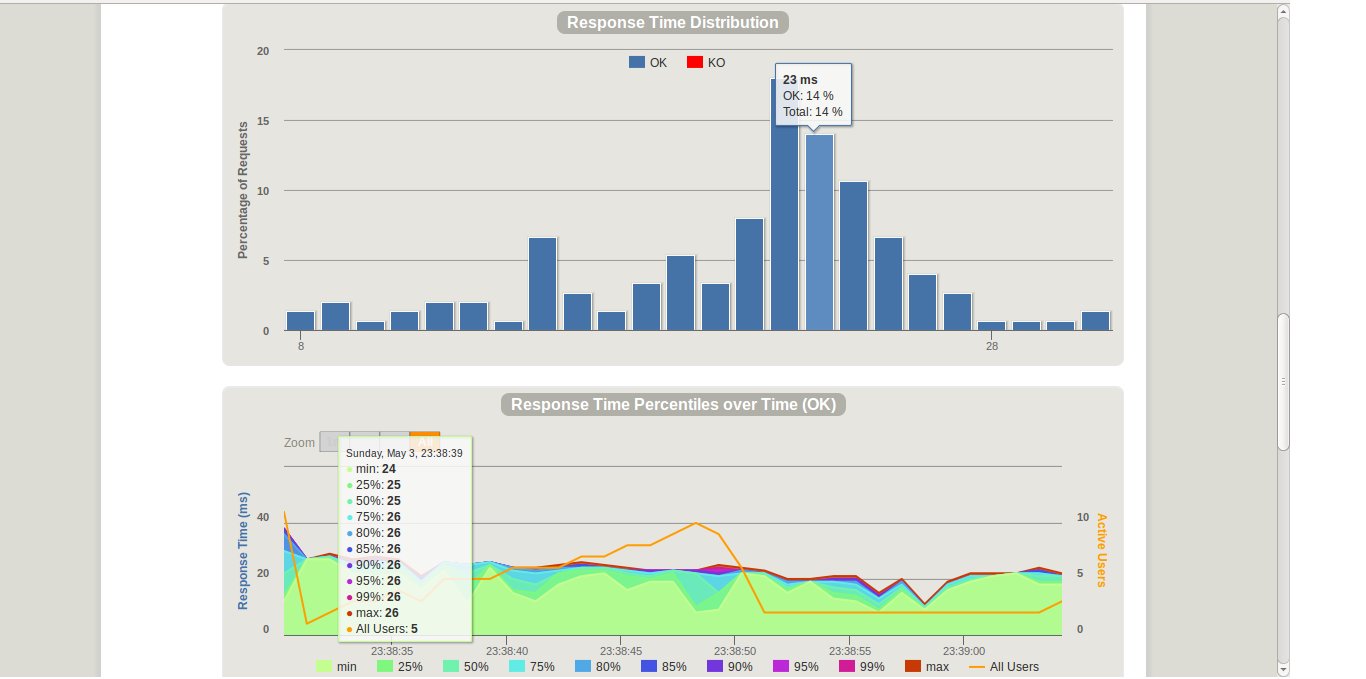 Response Time Distribution
20
OK KO
23 ms
OK: 14 %
Total: 14 %
15
10
5
0
Percentage of Requests
8 28
Response Time Percentiles over Time (OK)
Zoom All
Sunday, May 3, 23:38:39
min: 24
25%: 25
50%: 25
75%: 26
80%: 26
85%: 26
90%: 26
95%: 26
99%: 26
max: 26
All Users: 5
Response Time (ms)
40
20
0
10
5
0
Active Users
23:38:35 23:38:40 23:38:45 23:38:50 23:38:55 23:39:00
min 25% 50% 75% 80% 85% 90% 95% 99% max All Users